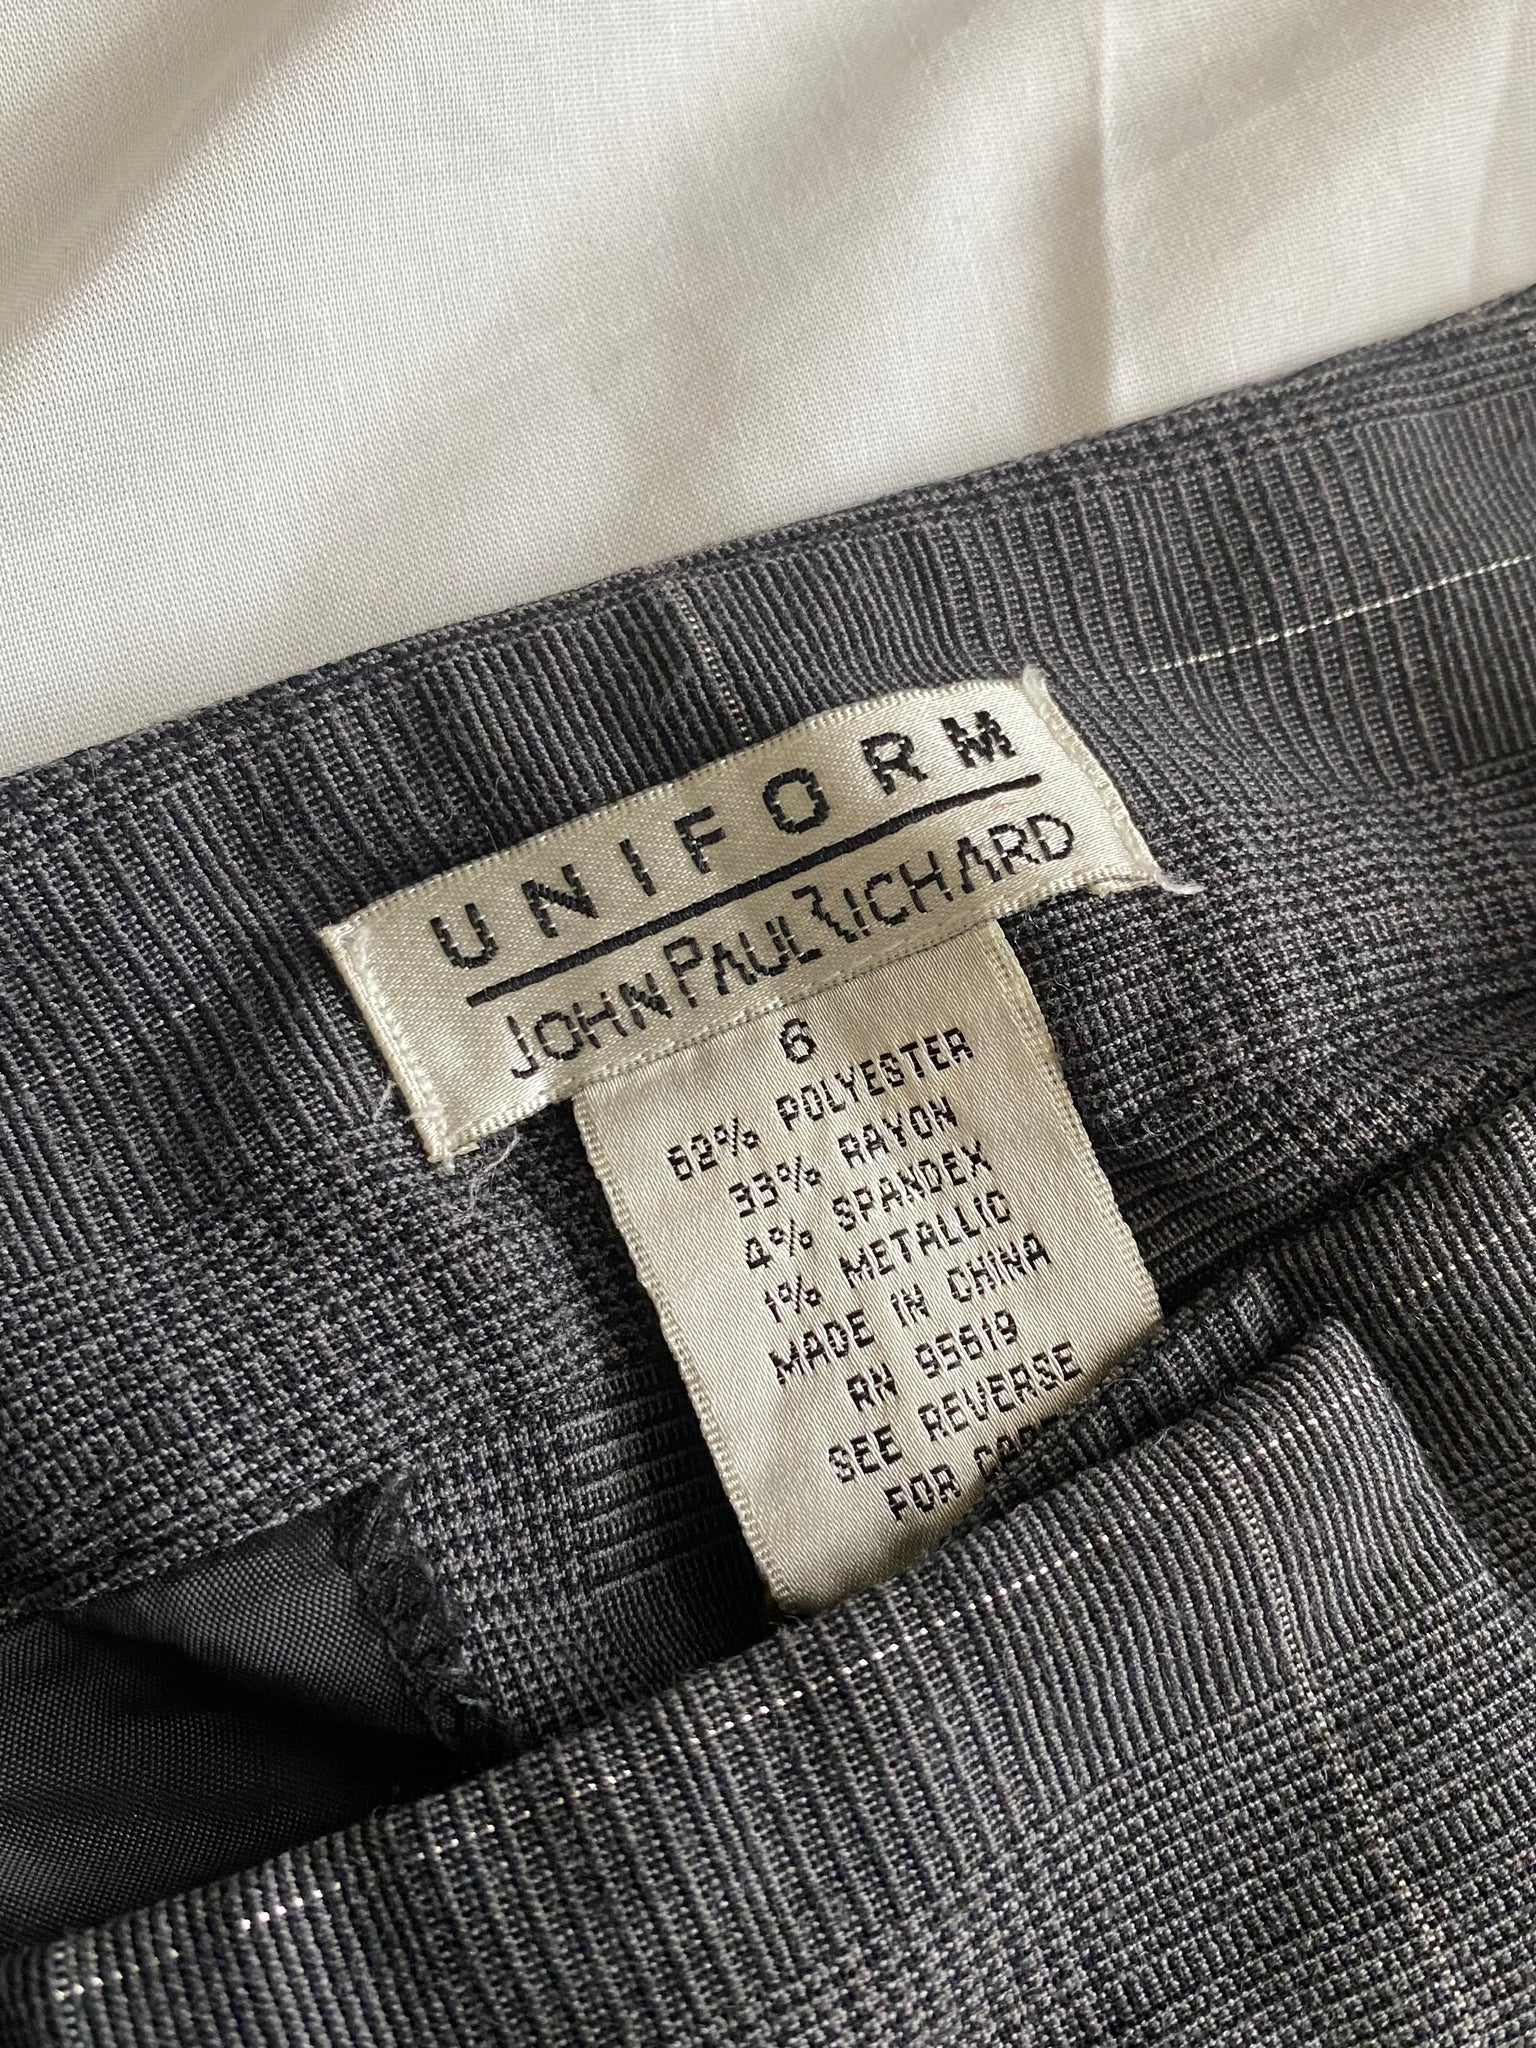 UNIFORM
JOHN PAUL RICHARD
6
62% POLYESTER
33% RAYON
4% SPANDEX
1% METALLIC
MADE IN CHINA
RN 95619
SEE REVERSE
FOR